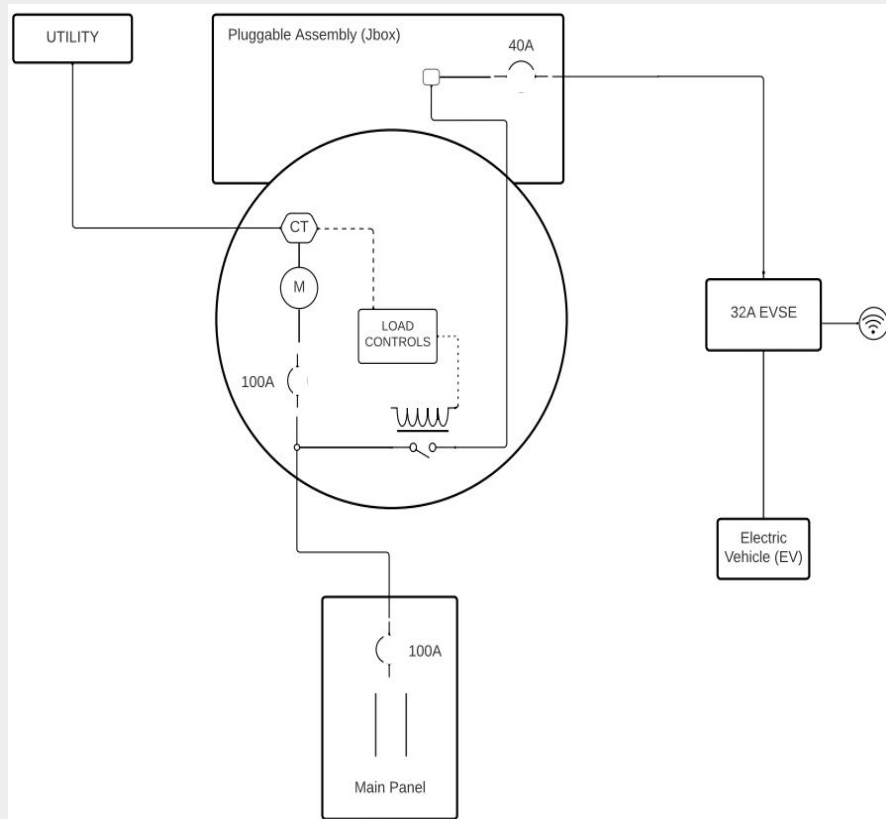 UTILITY
Pluggable Assembly (Jbox)
40A
CT
M
LOAD
CONTROLS
100A
32A EVSE
Electric
Vehicle (EV)
100A
Main Panel